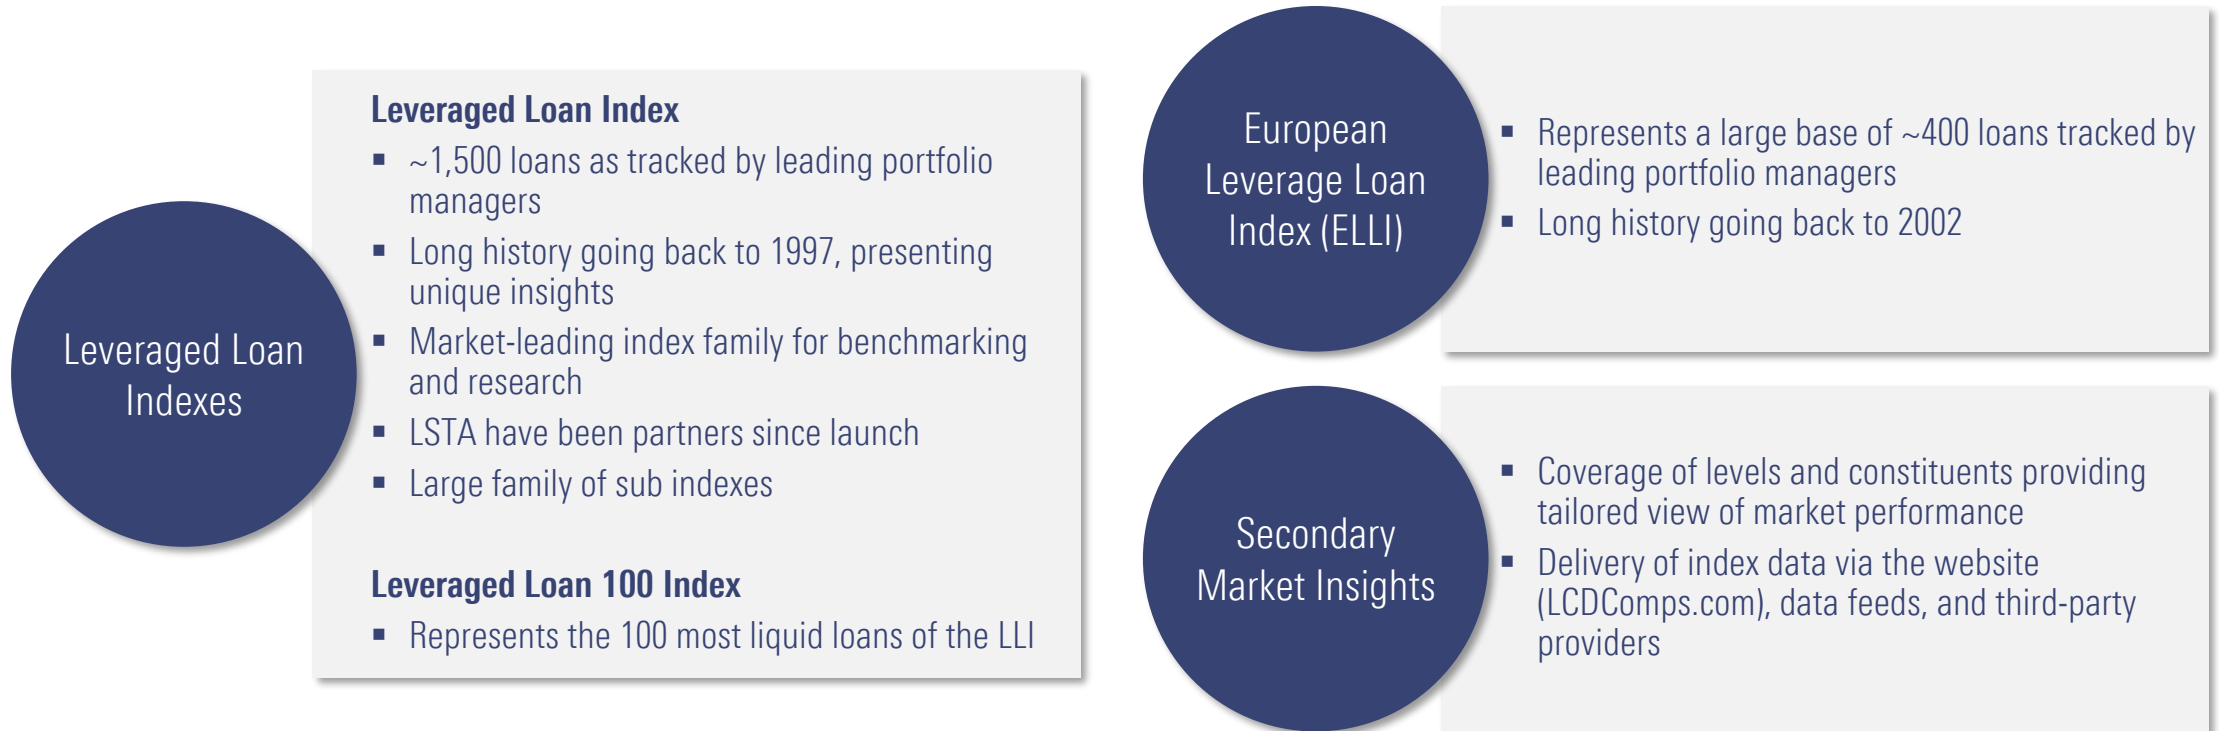 Leveraged Loan
Indexes
Leveraged Loan Index
▪ ~1,500 loans as tracked by leading portfolio
managers
▪ Long history going back to 1997, presenting
unique insights
▪ Market-leading index family for benchmarking
and research
▪ LSTA have been partners since launch
▪ Large family of sub indexes
Leveraged Loan 100 Index
▪ Represents the 100 most liquid loans of the LLI
European
Leverage Loan
Index (ELLI)
▪ Represents a large base of ~400 loans tracked by
leading portfolio managers
▪ Long history going back to 2002
Secondary
Market Insights
▪ Coverage of levels and constituents providing
tailored view of market performance
▪ Delivery of index data via the website
(LCDComps.com), data feeds, and third-party
providers